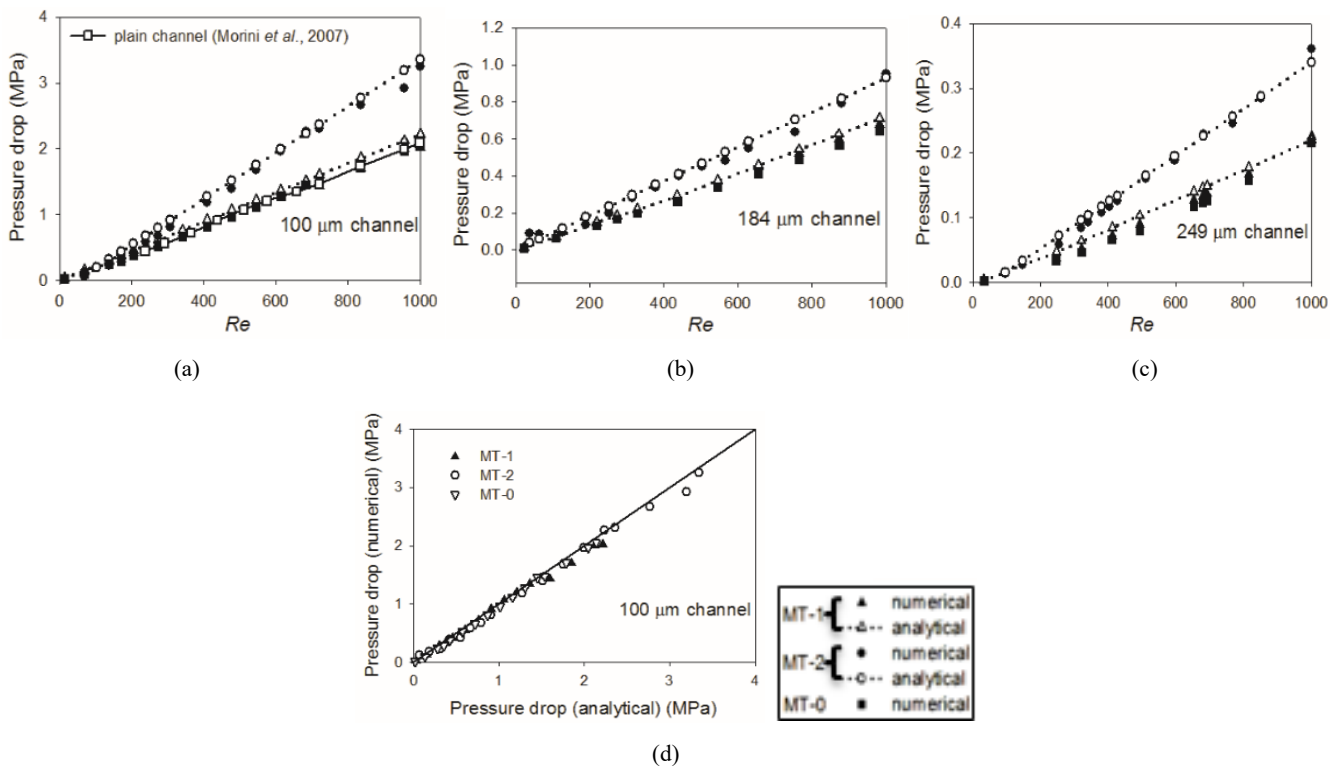 4
3
2
1
0
Pressure drop (MPa)
plain channel (Morini et al., 2007)
100 μm channel
0 200 400 600 800 1000
Re
(a)
1.2
1.0
0.8
0.6
0.4
0.2
0.0
Pressure drop (MPa)
184 μm channel
0 200 400 600 800 1000
Re
(b)
0.4
0.3
0.2
0.1
0.0
Pressure drop (MPa)
249 μm channel
0 200 400 600 800 1000
Re
(c)
4
3
2
1
0
Pressure drop (numerical) (MPa)
MT-1
MT-2
MT-0
100 μm channel
0 1 2 3 4
Pressure drop (analytical) (MPa)
MT-1 numerical
analytical
MT-2 numerical
analytical
MT-0 numerical
(d)